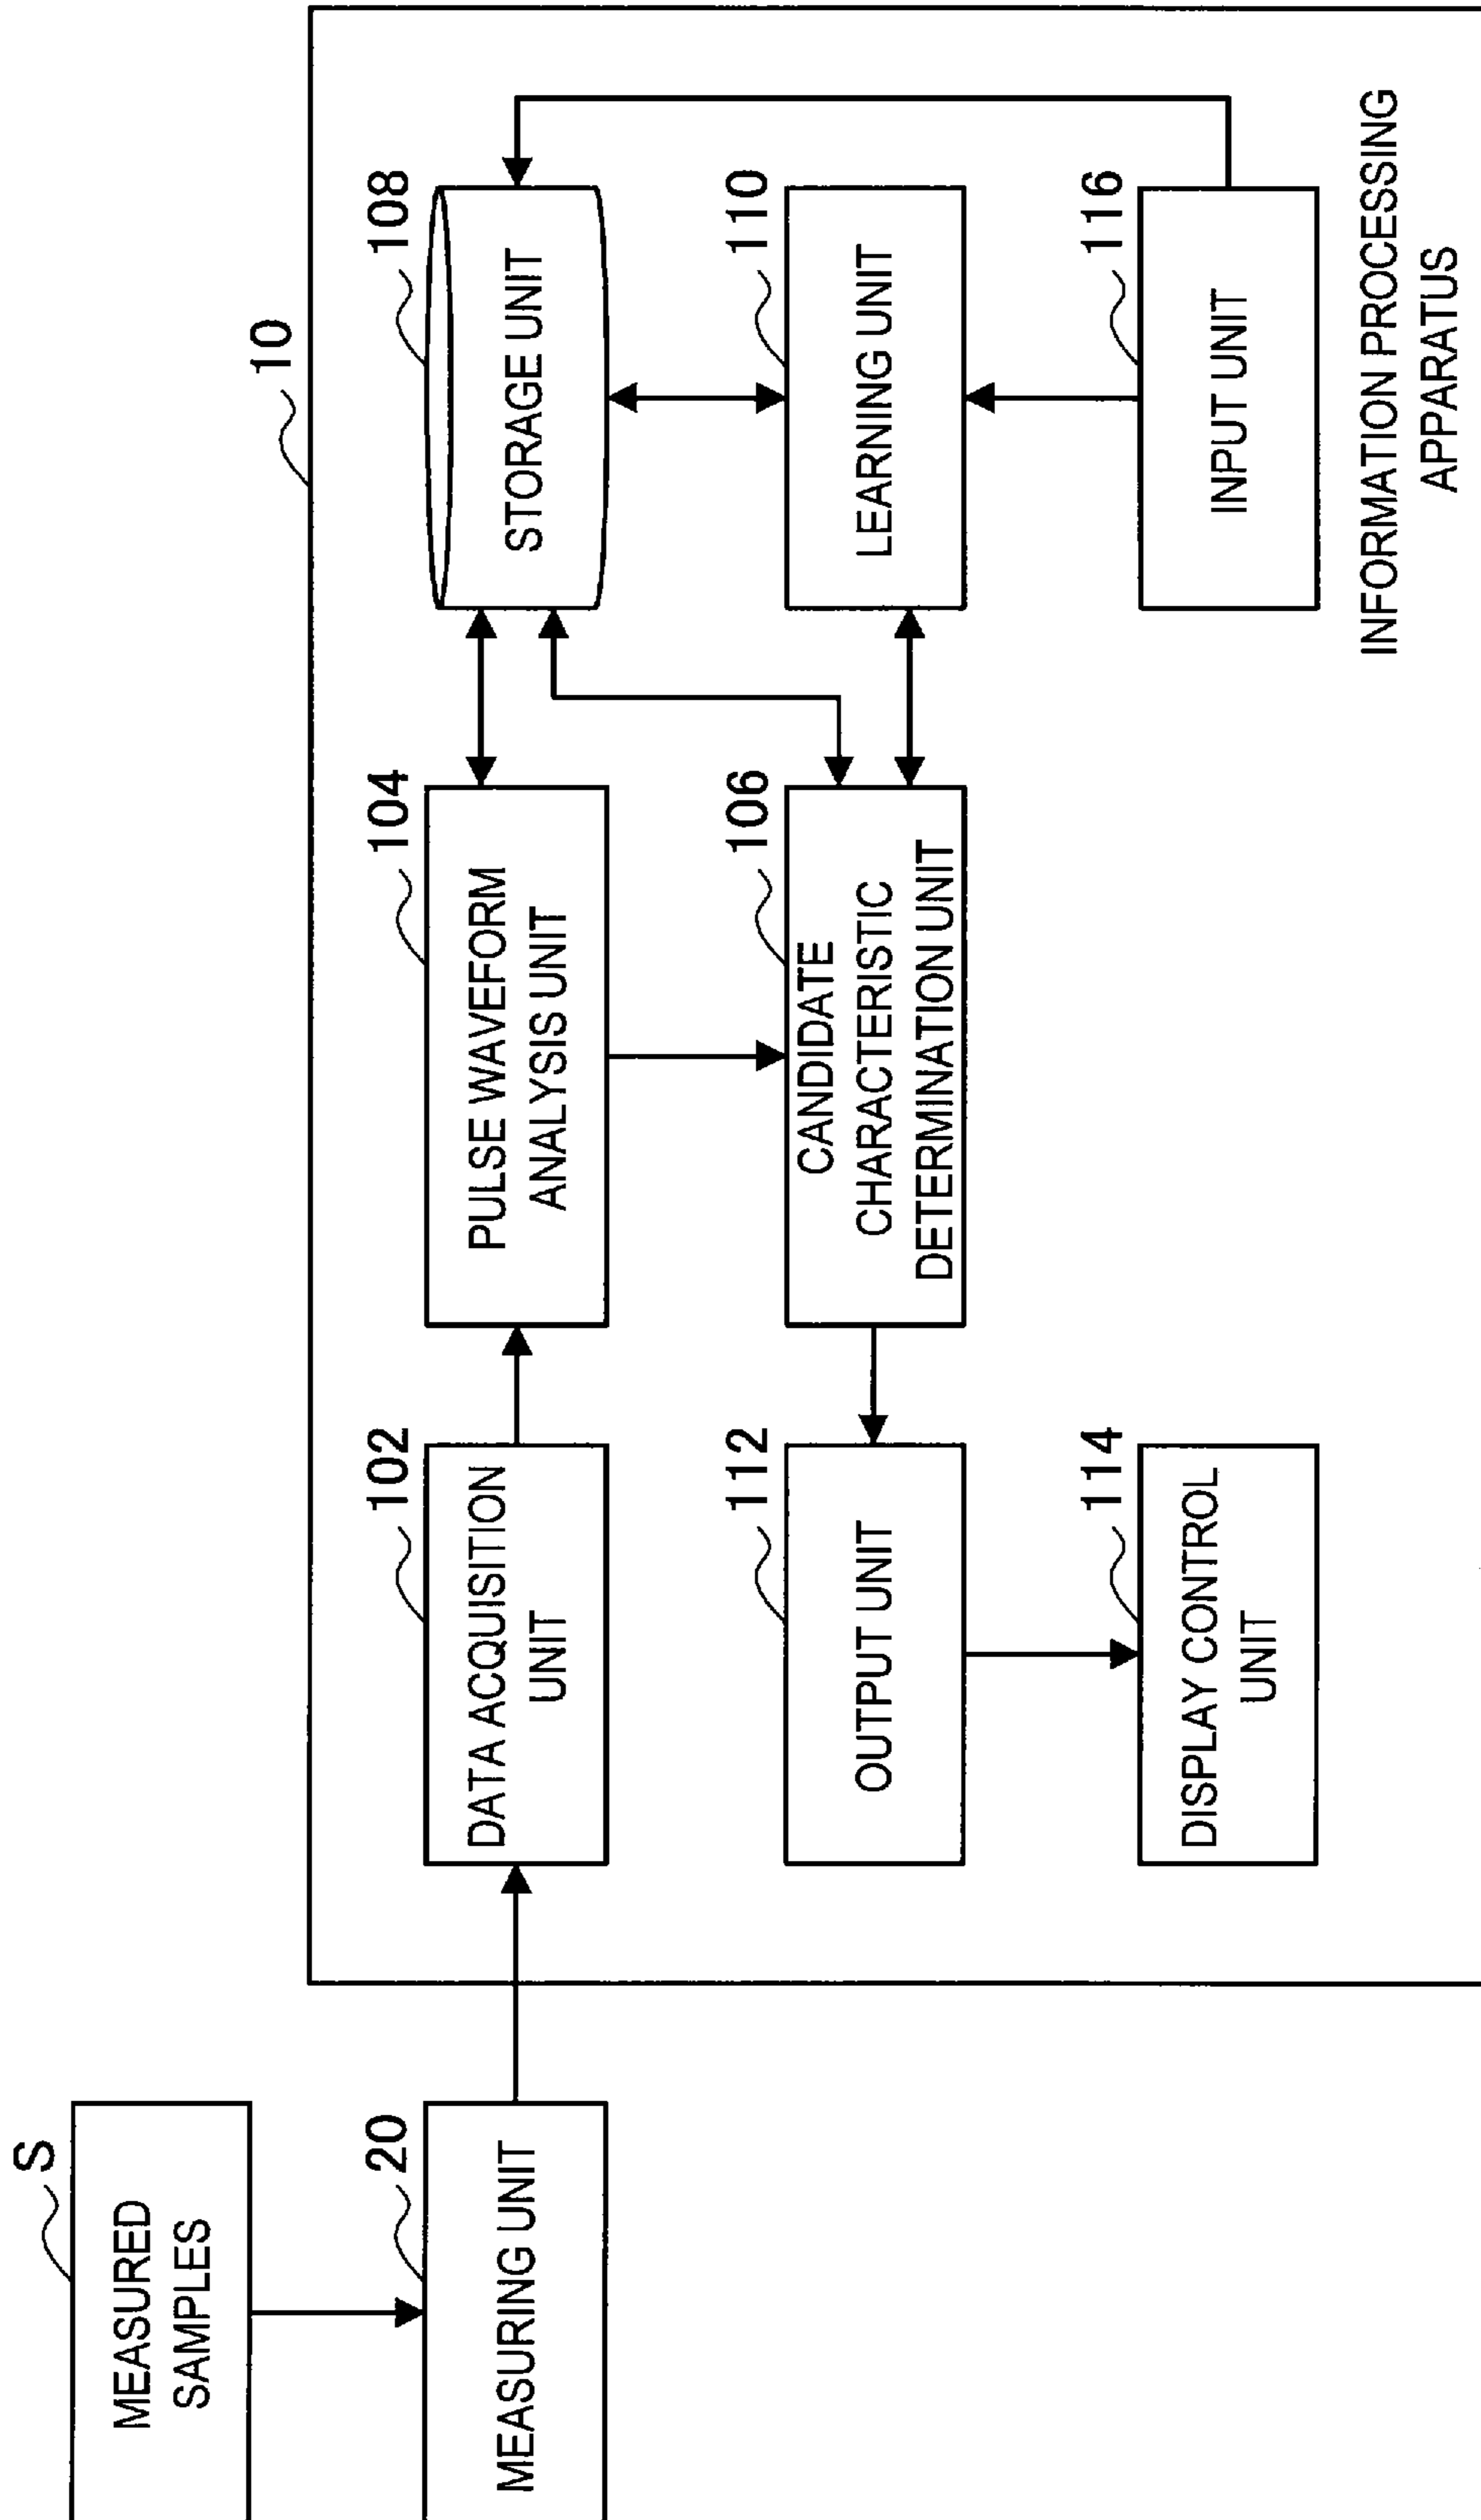 S
MEASURED
SAMPLES
20
MEASURING UNIT
10
102
DATA ACQUISITION
UNIT
104
PULSE WAVEFORM
ANALYSIS UNIT
108
STORAGE UNIT
112
OUTPUT UNIT
106
CANDIDATE
CHARACTERISTIC
DETERMINATION UNIT
110
LEARNING UNIT
114
DISPLAY CONTROL
UNIT
116
INPUT UNIT
INFORMATION PROCESSING
APPARATUS